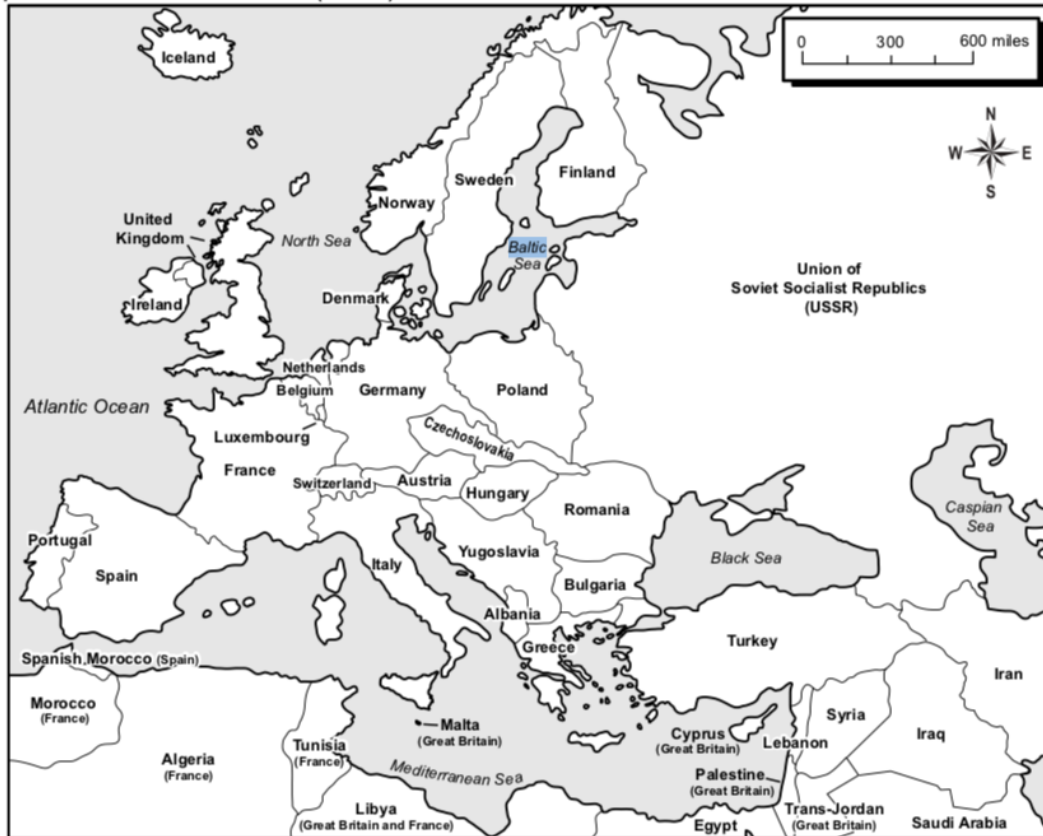 Iceland
0 300 600 miles
N
W E
S
United
Kingdom
North Sea
Norway
Sweden
Finland
Baltic
Sea
Ireland
Denmark
Union of
Soviet Socialist Republics
(USSR)
Netherlands
Belgium
Germany
Poland
Atlantic Ocean
Luxembourg
Czechoslovakia
France
Switzerland
Austria
Hungary
Romania
Caspian
Sea
Portugal
Spain
Italy
Yugoslavia
Black Sea
Bulgaria
Albania
Greece
Turkey
Spanish Morocco (Spain)
Iran
Morocco
(France)
Algeria
(France)
Tunisia
(France)
Malta
(Great Britain)
Cyprus
(Great Britain)
Lebanon
Syria
Iraq
Mediterranean Sea
Palestine
(Great Britain)
Libya
(Great Britain and France)
Egypt
Trans-Jordan
(Great Britain)
Saudi Arabia